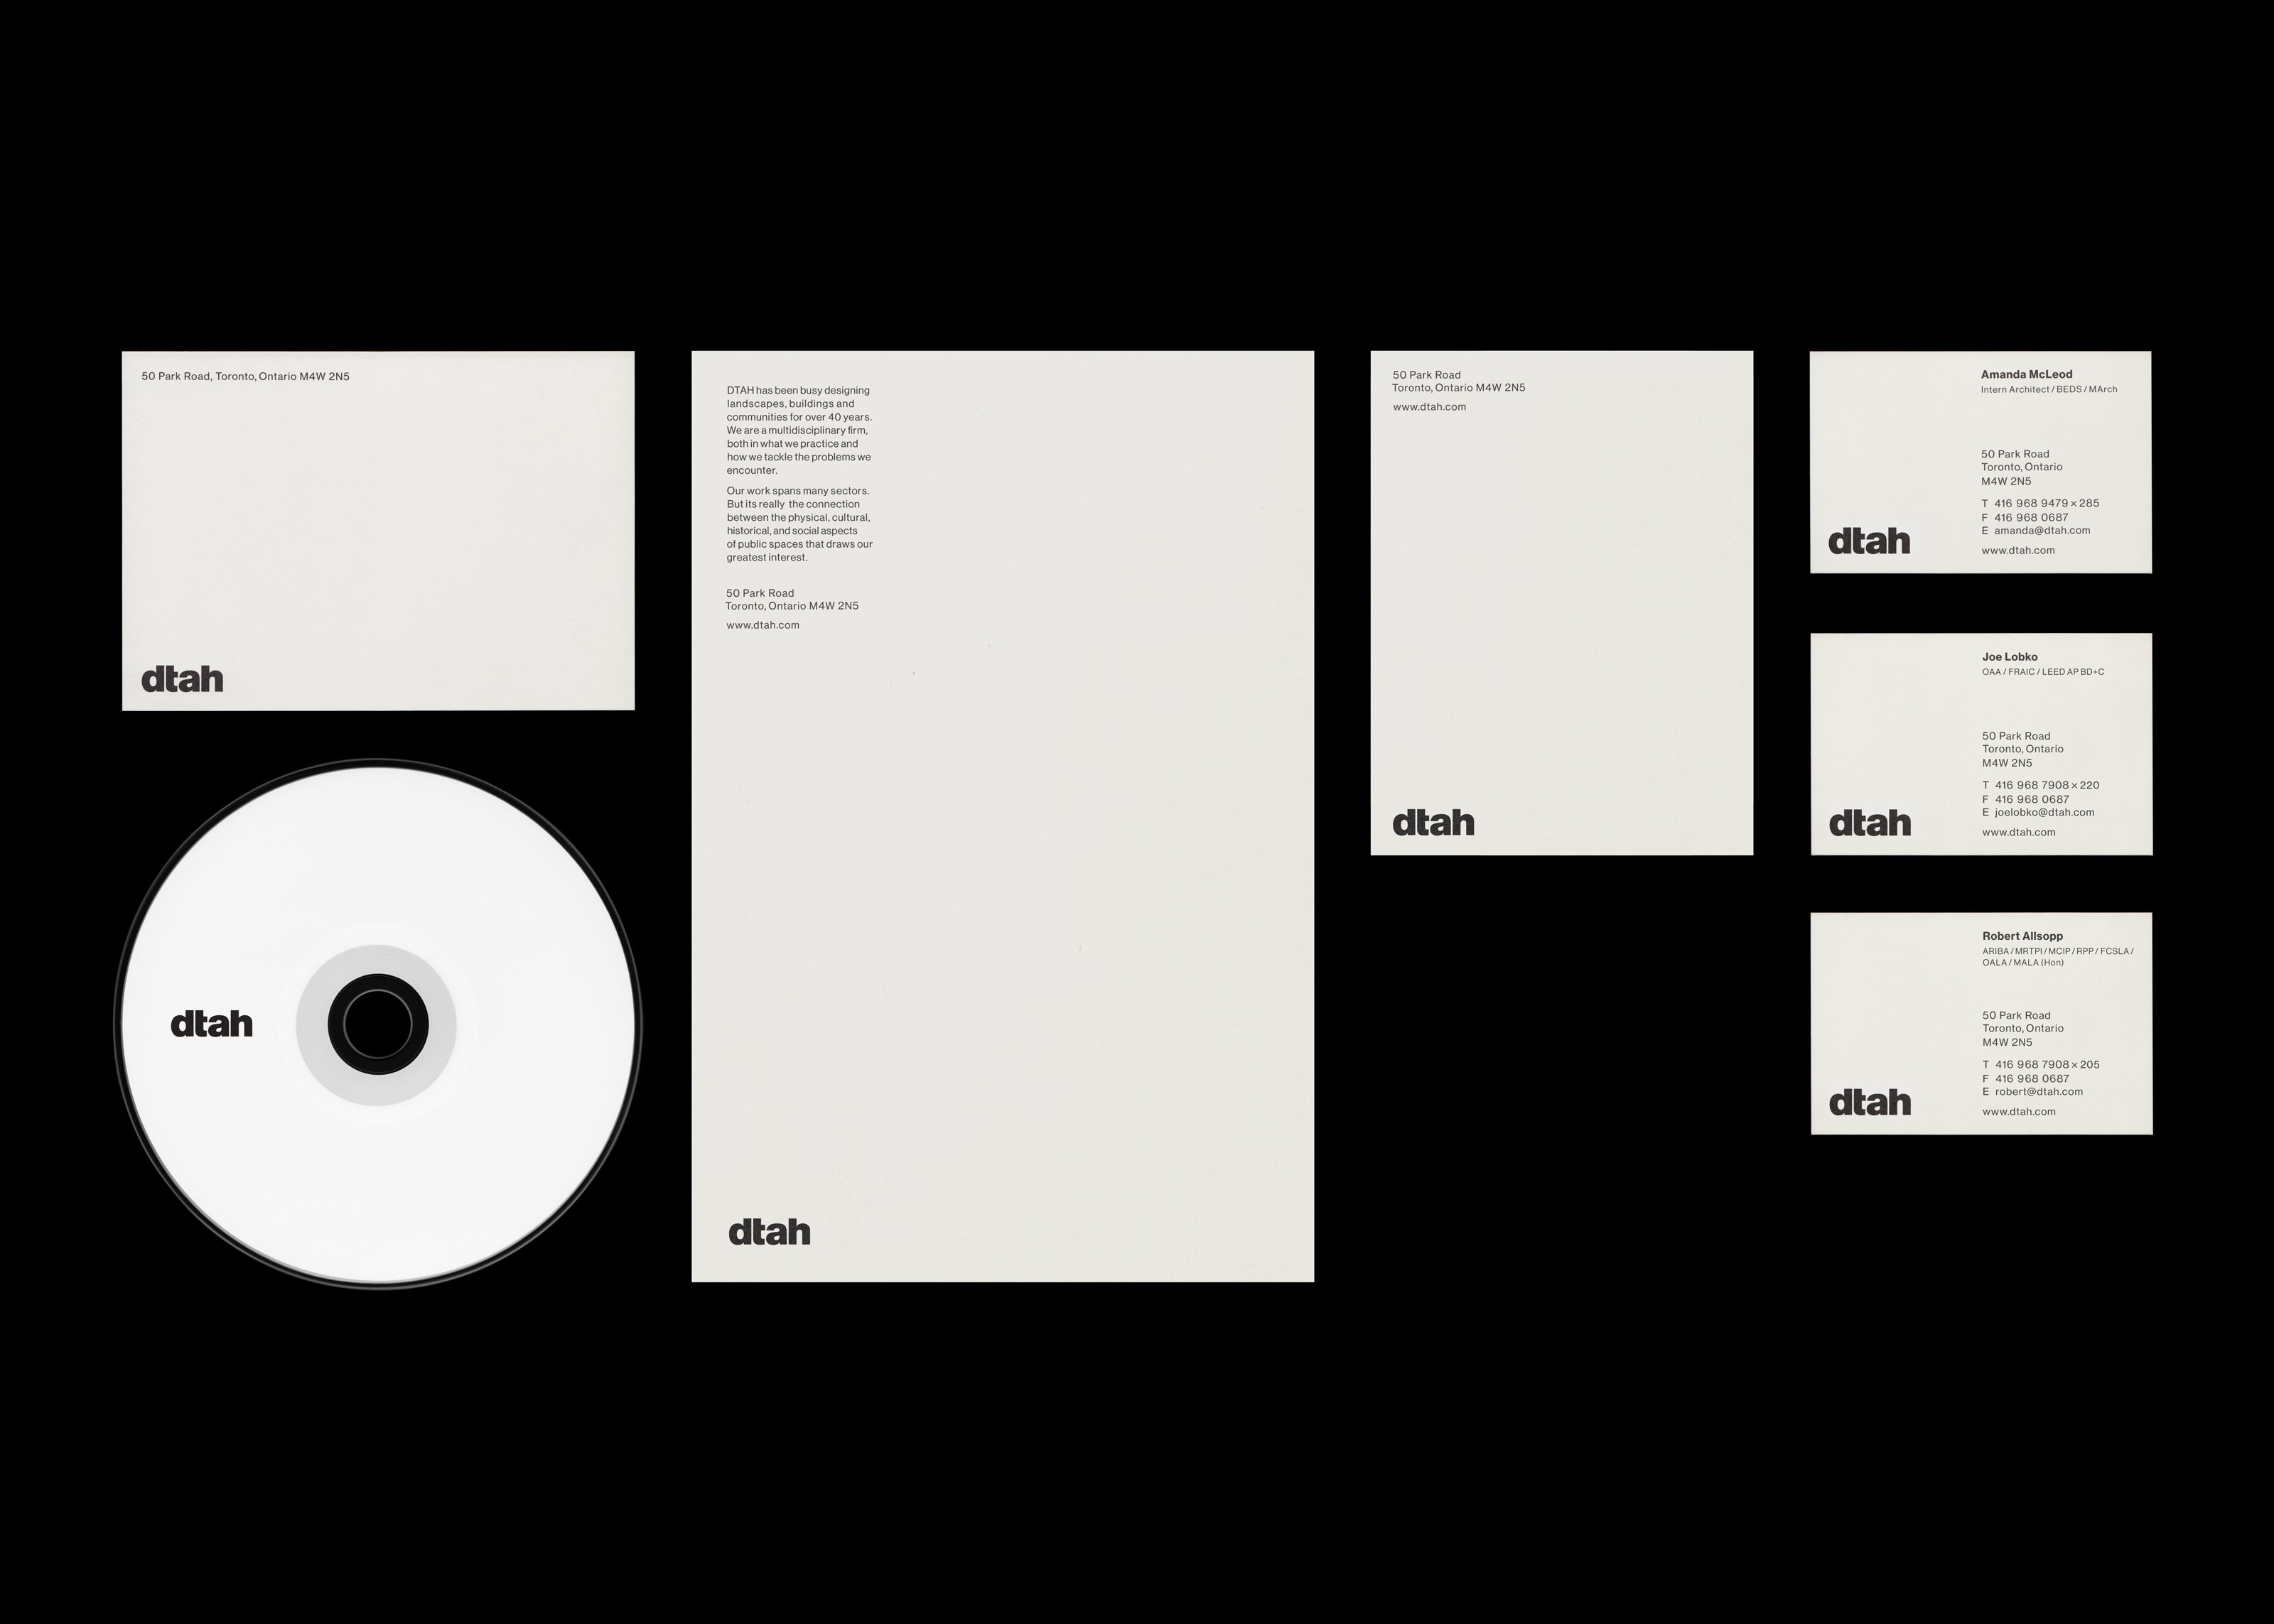 50 Park Road, Toronto, Ontario M4W 2N5
dtah
dtah
DTAH has been busy designing
landscapes, buildings and
communities for over 40 years.
We are a multidisciplinary firm,
both in what we practice and
how we tackle the problems we
encounter.
Our work spans many sectors.
But its really the connection
between the physical, cultural,
historical, and social aspects
of public spaces that draws our
greatest interest.
50 Park Road
Toronto, Ontario M4W 2N5
www.dtah.com
dtah
50 Park Road
Toronto, Ontario M4W 2N5
www.dtah.com
dtah
Amanda McLeod
Intern Architect / BEDS / MArch
50 Park Road
Toronto, Ontario
M4W 2N5
T 416 968 9479 × 285
F 416 968 0687
E amanda@dtah.com
www.dtah.com
dtah
Joe Lobko
OAA / FRAIC / LEED AP BD+C
50 Park Road
Toronto, Ontario
M4W 2N5
T 416 968 7908 × 220
F 416 968 0687
E joelobko@dtah.com
www.dtah.com
dtah
Robert Allsopp
ARIBA / MRTPI / MCIP / RPP / FCSLA /
OALA / MALA (Hon)
50 Park Road
Toronto, Ontario
M4W 2N5
T 416 968 7908 × 205
F 416 968 0687
E robert@dtah.com
www.dtah.com
dtah